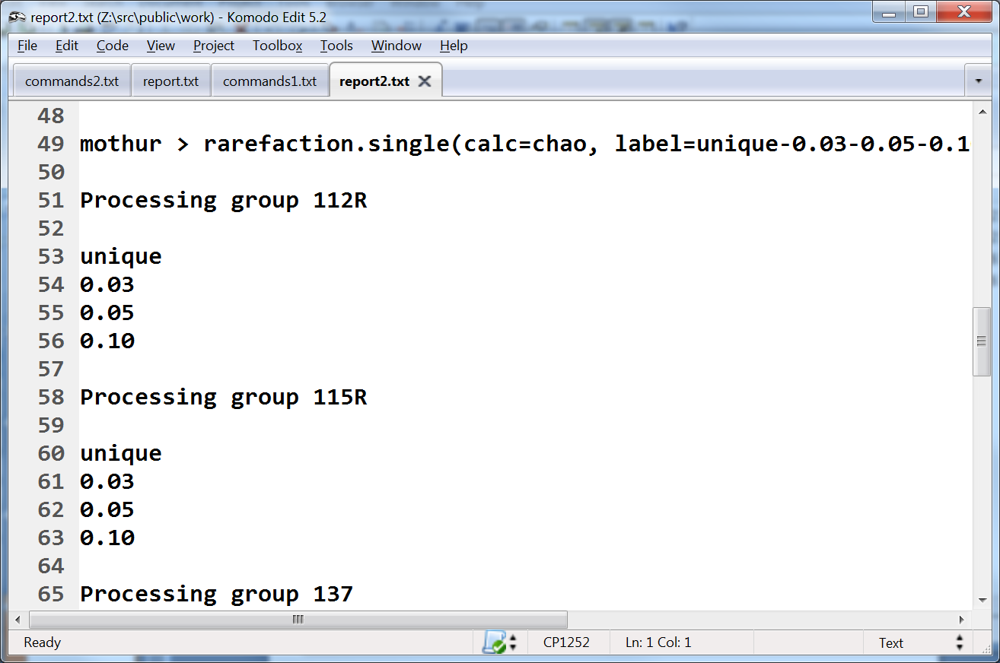 report2.txt (Z:\src\public\work) - Komodo Edit 5.2
File Edit Code View Project Toolbox Tools Window Help
commands2.txt report.txt commands1.txt report2.txt
48
49 mothur > rarefaction.single(calc=chao, label=unique-0.03-0.05-0.1
50
51 Processing group 112R
52
53 unique
54 0.03
55 0.05
56 0.10
57
58 Processing group 115R
59
60 unique
61 0.03
62 0.05
63 0.10
64
65 Processing group 137
Ready CP1252 Ln: 1 Col: 1 Text